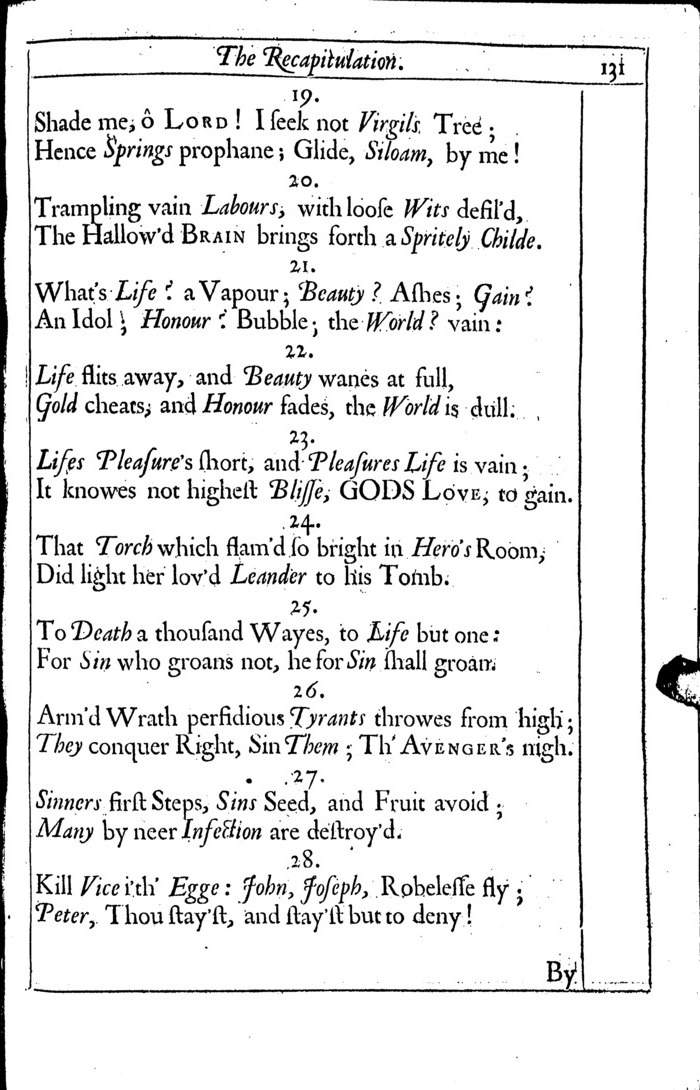 The Recapitulation. 131
19.
Shade me, ô LORD! I ſeek not Virgils Tree;
Hence Springs prophane; Glide, Siloam, by me!
20.
Trampling vain Labours, with looſe Wits defil'd,
The Hallow'd BRAIN brings forth a Spritely Childe.
21.
What's Life? a Vapour; Beauty? Aſhes; Gain?
An Idol; Honour? Bubble; the World? vain:
22.
Life flits away, and Beauty wanes at full,
Gold cheats, and Honour fades, the World is dull.
23.
Lifes Pleaſure's ſhort, and Pleaſures Life is vain;
It knowes not higheſt Bliſſe, GODS LOVE, to gain.
24.
That Torch which flam'd ſo bright in Hero's Room,
Did light her lov'd Leander to his Tomb.
25.
To Death a thouſand Wayes, to Life but one:
For Sin who groans not, he for Sin ſhall groan.
26.
Arm'd Wrath perfidious Tyrants throwes from high;
They conquer Right, Sin Them; Th' AVENGER's nigh.
27.
Sinners firſt Steps, Sins Seed, and Fruit avoid;
Many by neer Infection are deſtroy'd.
28.
Kill Vice i'th' Egge: John, Joſeph, Robeleſſe fly;
Peter, Thou ſtay'ſt, and ſtay'ſt but to deny!
By